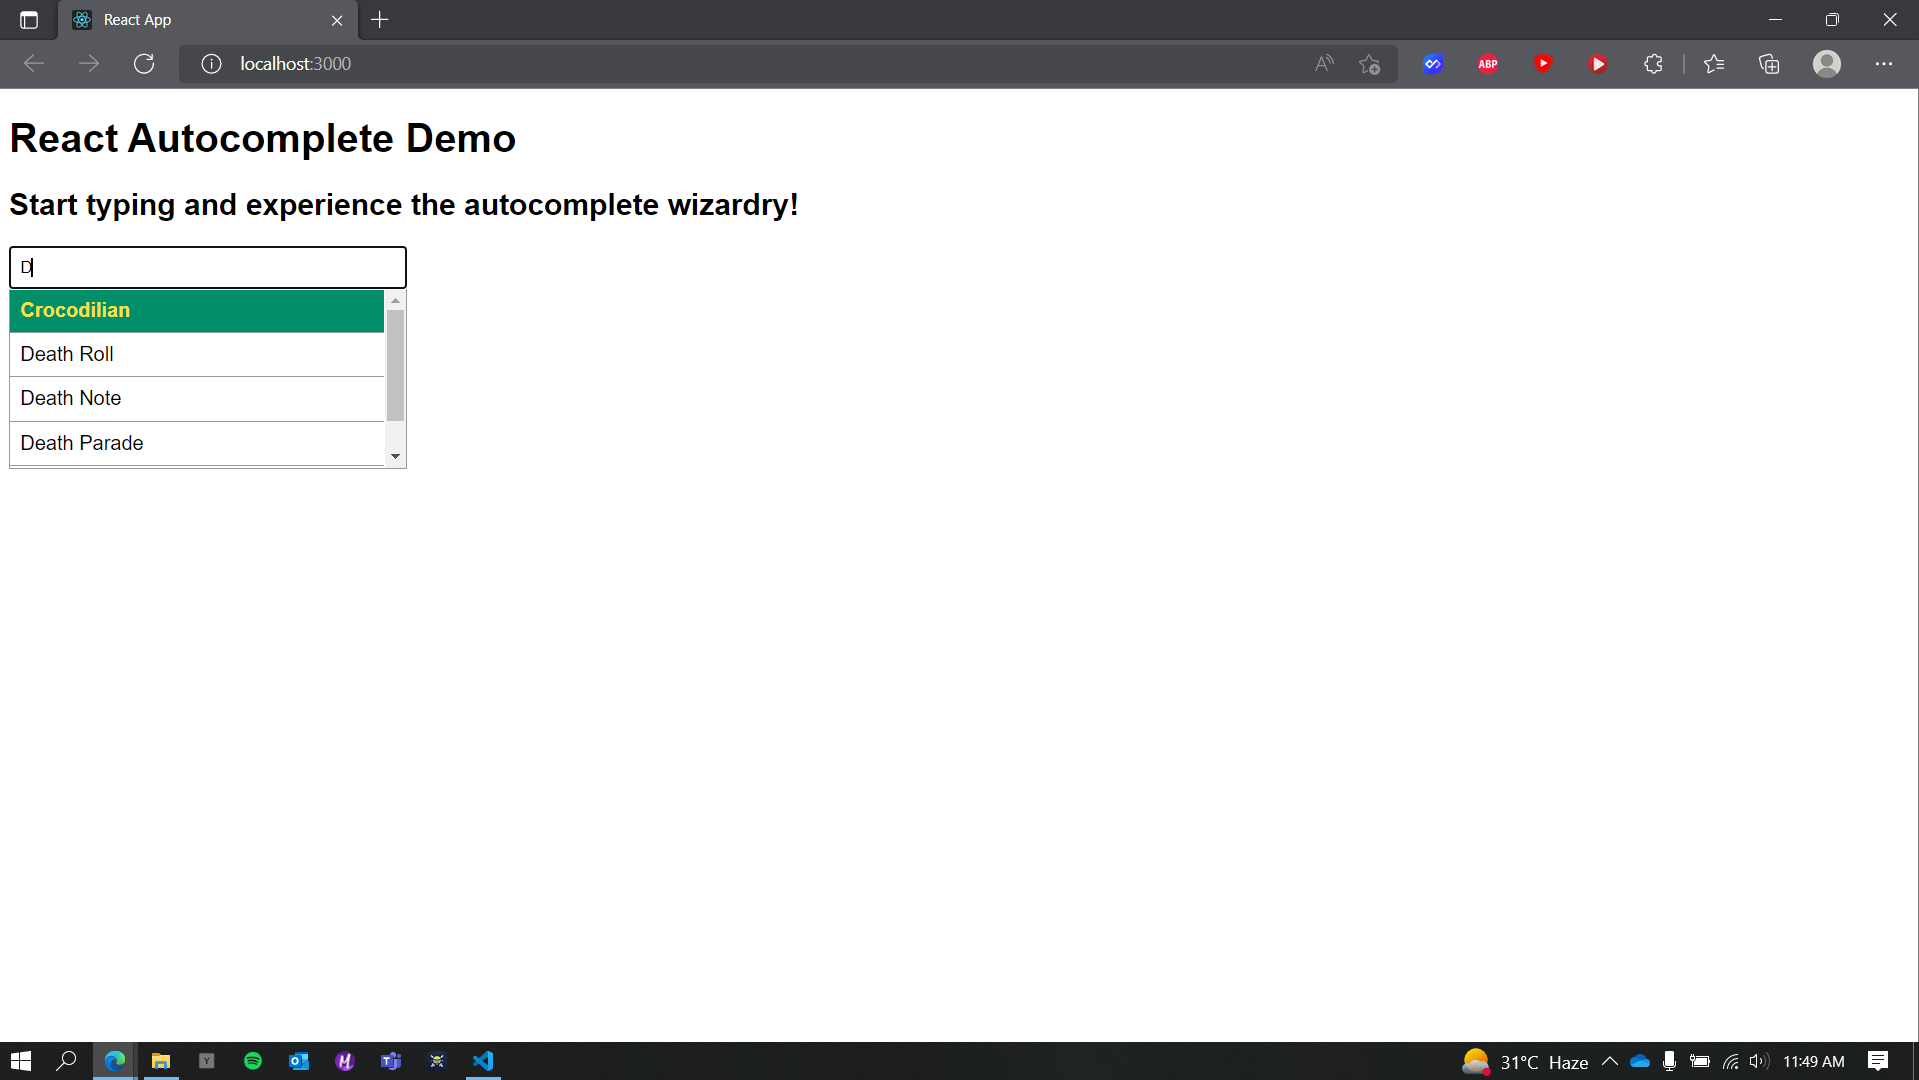 React App
localhost:3000
A
ABP
React Autocomplete Demo
Start typing and experience the autocomplete wizardry!
D
Crocodilian
Death Roll
Death Note
Death Parade
Y
31°C Haze
11:49 AM